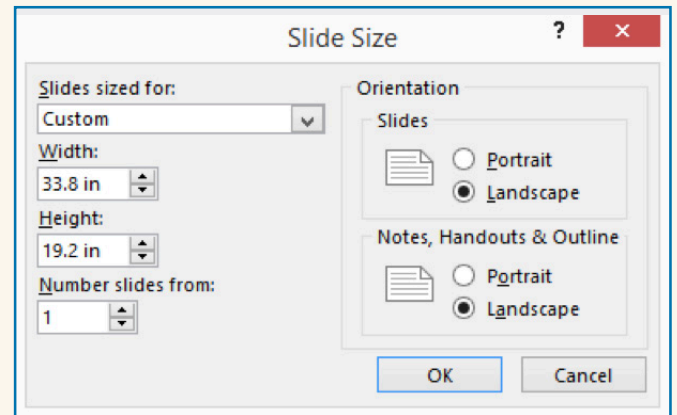 Slide Size
?
Slides sized for:
Custom
Width:
33.8 in
Height:
19.2 in
Number slides from:
1
Orientation
Slides
Portrait
Landscape
Notes, Handouts & Outline
Portrait
Landscape
OK
Cancel